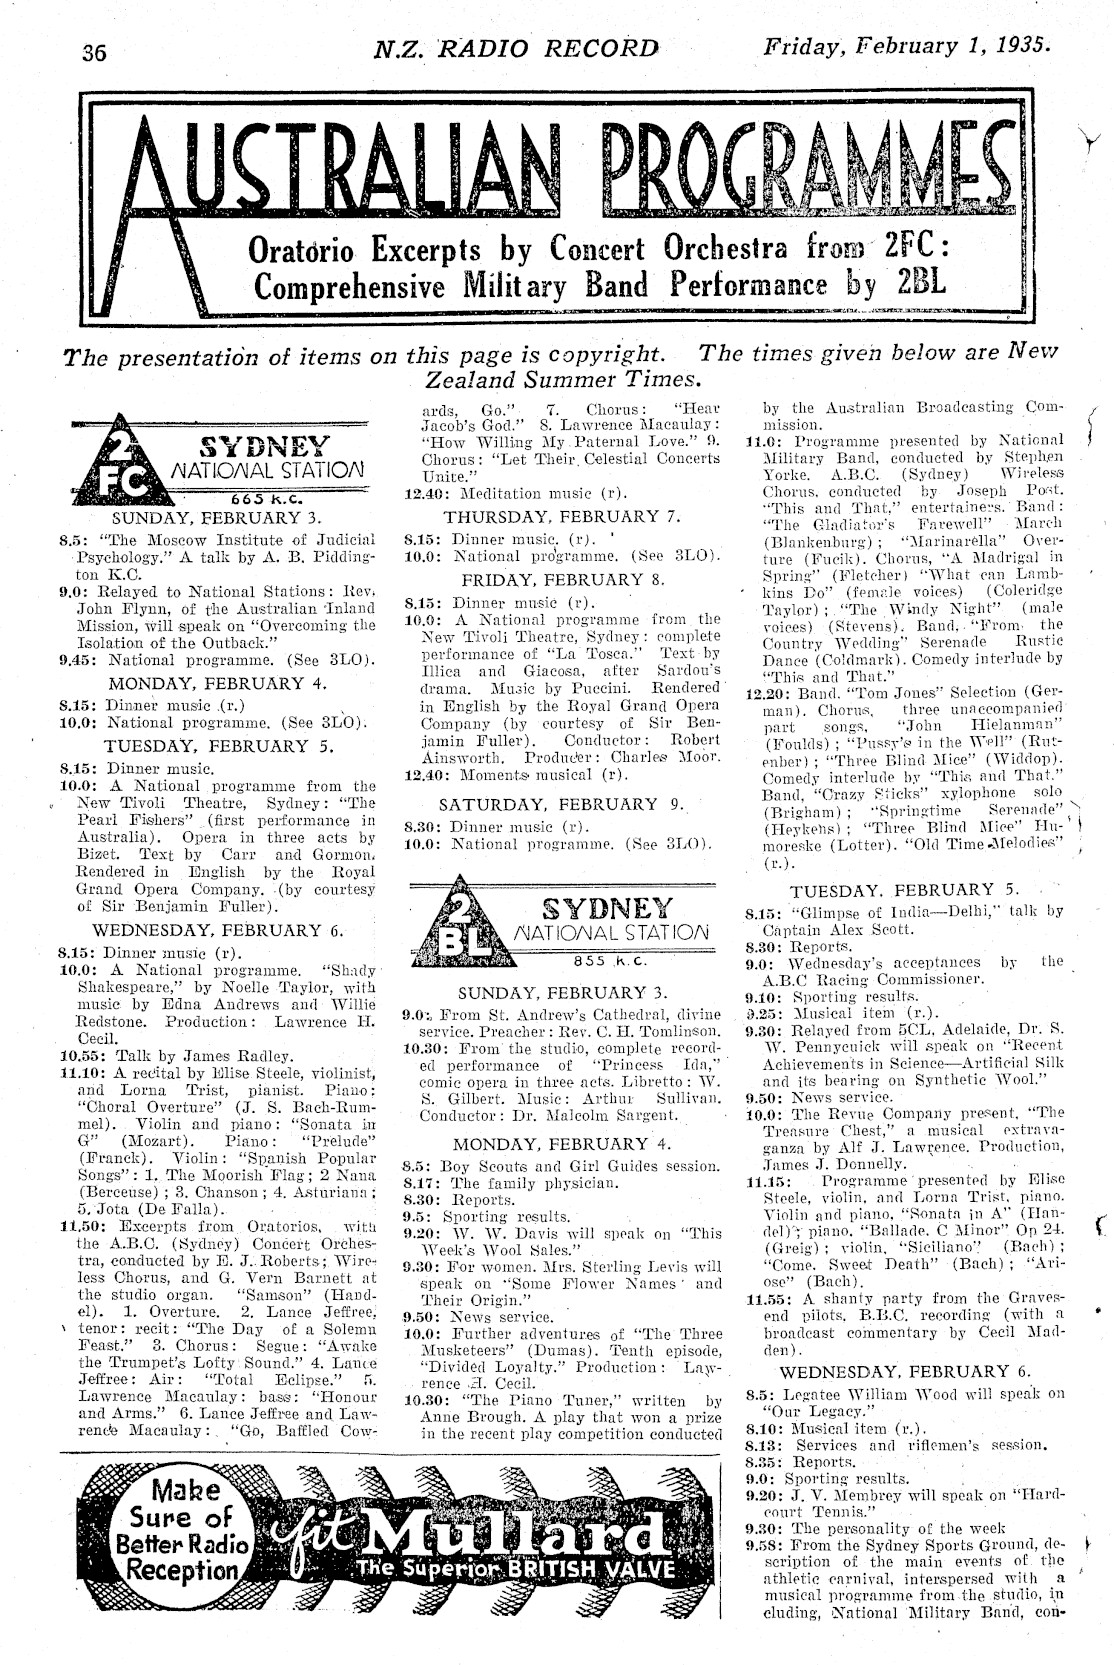 36
N.Z. RADIO RECORD
Friday, February 1, 1935.
AUSTRALIAN PROGRAMMES
Oratorio Excerpts by Concert Orchestra from 2FC:
Comprehensive Military Band Performance by 2BL
The presentation of items on this page is copyright. The times given below are New
Zealand Summer Times.
2
FC
SYDNEY
NATIONAL STATION
665 K.C.
SUNDAY, FEBRUARY 3.
8.5: "The Moscow Institute of Judicial
Psychology." A talk by A. B. Pidding-
ton K.C.
9.0: Relayed to National Stations: Rev.
John Flynn, of the Australian Inland
Mission, will speak on "Overcoming the
Isolation of the Outback."
9.45: National programme. (See 3LO).
MONDAY, FEBRUARY 4.
8.15: Dinner music (r.)
10.0: National programme. (See 3LO).
TUESDAY, FEBRUARY 5.
8.15: Dinner music.
10.0: A National programme from the
New Tivoli Theatre, Sydney: "The
Pearl Fishers" (first performance in
Australia). Opera in three acts by
Bizet. Text by Carr and Gormon.
Rendered in English by the Royal
Grand Opera Company. (by courtesy
of Sir Benjamin Fuller).
WEDNESDAY, FEBRUARY 6.
8.15: Dinner music (r).
10.0: A National programme. "Shady
Shakespeare," by Noelle Taylor, with
music by Edna Andrews and Willie
Redstone. Production: Lawrence H.
Cecil.
10.55: Talk by James Radley.
11.10: A recital by Elise Steele, violinist,
and Lorna Trist, pianist. Piano:
"Choral Overture" (J. S. Bach-Rum-
mel). Violin and piano: "Sonata in
G" (Mozart). Piano: "Prelude"
(Franck). Violin: "Spanish Popular
Songs": 1. The Moorish Flag; 2 Nana
(Berceuse) ; 3. Chanson ; 4. Asturiana ;
5. Jota (De Falla).
11.50: Excerpts from Oratorios, with
the A.B.C. (Sydney) Concert Orches-
tra, conducted by E. J. Roberts; Wire-
less Chorus, and G. Vern Barnett at
the studio organ. "Samson" (Hand-
el). 1. Overture. 2. Lance Jeffree,
tenor: recit: "The Day of a Solemn
Feast." 3. Chorus: Segue: "Awake
the Trumpet's Lofty Sound." 4. Lance
Jeffree: Air: "Total Eclipse." 5.
Lawrence Macaulay: bass: "Honour
and Arms." 6. Lance Jeffree and Law-
rence Macaulay: "Go, Baffled Cow-
ards, Go." 7. Chorus: "Hear
Jacob's God." 8. Lawrence Macaulay:
"How Willing My Paternal Love." 9.
Chorus: "Let Their Celestial Concerts
Unite."
12.40: Meditation music (r).
THURSDAY, FEBRUARY 7.
8.15: Dinner music. (r).
10.0: National programme. (See 3LO).
FRIDAY, FEBRUARY 8.
8.15: Dinner music (r).
10.0: A National programme from the
New Tivoli Theatre, Sydney: complete
performance of "La Tosca." Text by
Illica and Giacosa, after Sardou's
drama. Music by Puccini. Rendered
in English by the Royal Grand Opera
Company (by courtesy of Sir Ben-
jamin Fuller). Conductor: Robert
Ainsworth. Producer: Charles Moor.
12.40: Moments musical (r).
SATURDAY, FEBRUARY 9.
8.30: Dinner music (r).
10.0: National programme. (See 3LO).
2
BL
SYDNEY
NATIONAL STATION
855 K.C.
SUNDAY, FEBRUARY 3.
9.0: From St. Andrew's Cathedral, divine
service. Preacher: Rev. C. H. Tomlinson.
10.30: From the studio, complete record-
ed performance of "Princess Ida,"
comic opera in three acts. Libretto: W.
S. Gilbert. Music: Arthur Sullivan.
Conductor: Dr. Malcolm Sargent.
MONDAY, FEBRUARY 4.
8.5: Boy Scouts and Girl Guides session.
8.17: The family physician.
8.30: Reports.
9.5: Sporting results.
9.20: W. W. Davis will speak on "This
Week's Wool Sales."
9.30: For women. Mrs. Sterling Levis will
speak on "Some Flower Names and
Their Origin."
9.50: News service.
10.0: Further adventures of "The Three
Musketeers" (Dumas). Tenth episode,
"Divided Loyalty." Production: Law-
rence H. Cecil.
10.30: "The Piano Tuner," written by
Anne Brough. A play that won a prize
in the recent play competition conducted
by the Australian Broadcasting Com-
mission.
11.0: Programme presented by National
Military Band, conducted by Stephen
Yorke. A.B.C. (Sydney) Wireless
Chorus, conducted by Joseph Post.
"This and That," entertainers. Band:
"The Gladiator's Farewell" March
(Blankenburg) ; "Marinarella" Over-
ture (Fucik). Chorus, "A Madrigal in
Spring" (Fletcher) "What can Lamb-
kins Do" (female voices) (Coleridge
Taylor) ; "The Windy Night" (male
voices) (Stevens). Band, "From the
Country Wedding" Serenade Rustic
Dance (Coldmark). Comedy interlude by
"This and That."
12.20: Band. "Tom Jones" Selection (Ger-
man). Chorus, three unaccompanied
part songs, "John Hielanman"
(Foulds) ; "Pussy's in the Well" (Rut-
enber) ; "Three Blind Mice" (Widdop).
Comedy interlude by "This and That."
Band, "Crazy Sticks" xylophone solo
(Brigham) ; "Springtime Serenade"
(Heykens) ; "Three Blind Mice" Hu-
moreske (Lotter). "Old Time Melodies"
(r.).
TUESDAY, FEBRUARY 5.
8.15: "Glimpse of India—Delhi," talk by
Captain Alex Scott.
8.30: Reports.
9.0: Wednesday's acceptances by the
A.B.C Racing Commissioner.
9.10: Sporting results.
9.25: Musical item (r.).
9.30: Relayed from 5CL, Adelaide, Dr. S.
W. Pennycuick will speak on "Recent
Achievements in Science—Artificial Silk
and its bearing on Synthetic Wool."
9.50: News service.
10.0: The Revue Company present, "The
Treasure Chest," a musical extrava-
ganza by Alf J. Lawrence. Production,
James J. Donnelly.
11.15: Programme presented by Elise
Steele, violin, and Lorna Trist, piano.
Violin and piano, "Sonata in A" (Han-
del) ; piano, "Ballade, C Minor" Op 24.
(Greig) ; violin, "Siciliano" (Bach) ;
"Come, Sweet Death" (Bach) ; "Ari-
ose" (Bach).
11.55: A shanty party from the Graves-
end pilots, B.B.C. recording (with a
broadcast commentary by Cecil Mad-
den).
WEDNESDAY, FEBRUARY 6.
8.5: Legatee William Wood will speak on
"Our Legacy."
8.10: Musical item (r.).
8.13: Services and riflemen's session.
8.35: Reports.
9.0: Sporting results.
9.20: J. V. Membrey will speak on "Hard-
court Tennis."
9.30: The personality of the week
9.58: From the Sydney Sports Ground, de-
scription of the main events of the
athletic carnival, interspersed with a
musical programme from the studio, in
cluding, National Military Band, con-
Make
Sure of
Better Radio
Reception
fit Mullard
The Superior BRITISH VALVE